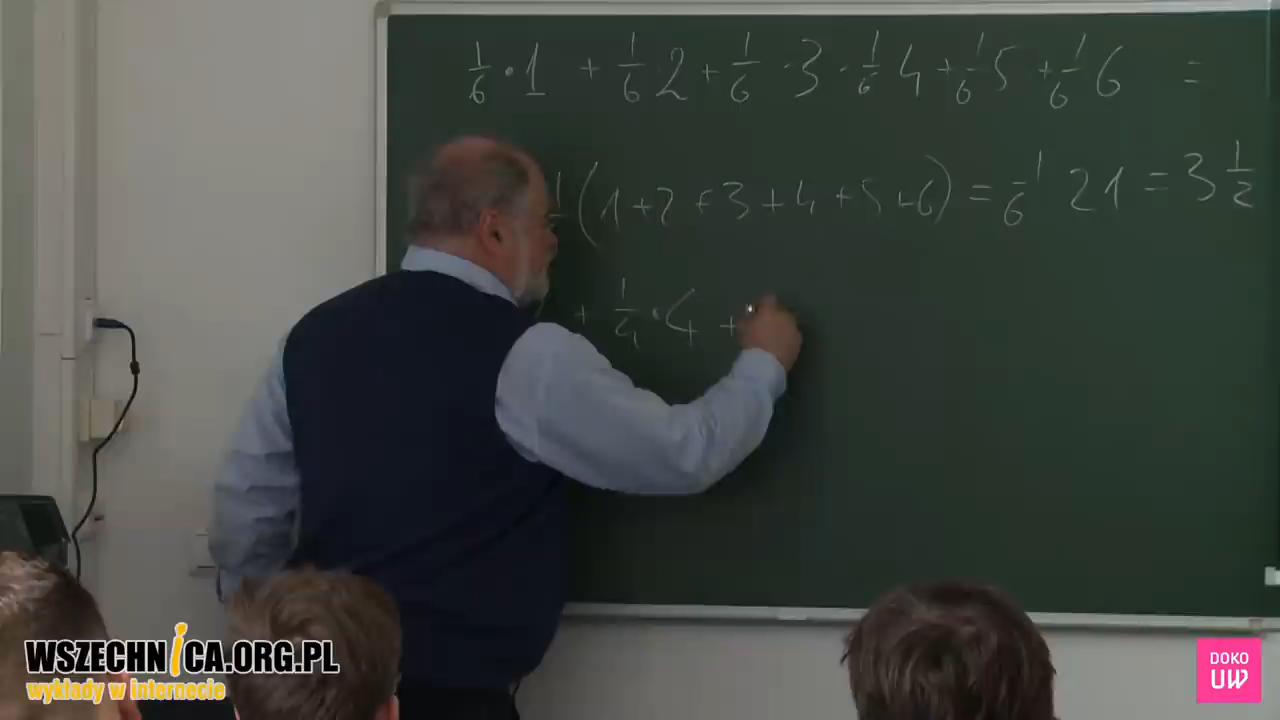 1/6 · 1 + 1/6 2 + 1/6 · 3 · 1/6 4 + 1/6 5 + 1/6 6 =
1/ (1+2+3+4+5+6) = 1/6 21 = 3 1/2
+ 1/4 · 4 +
WSZECHNICA.ORG.PL
wykłady w internecie
DOKO
UW